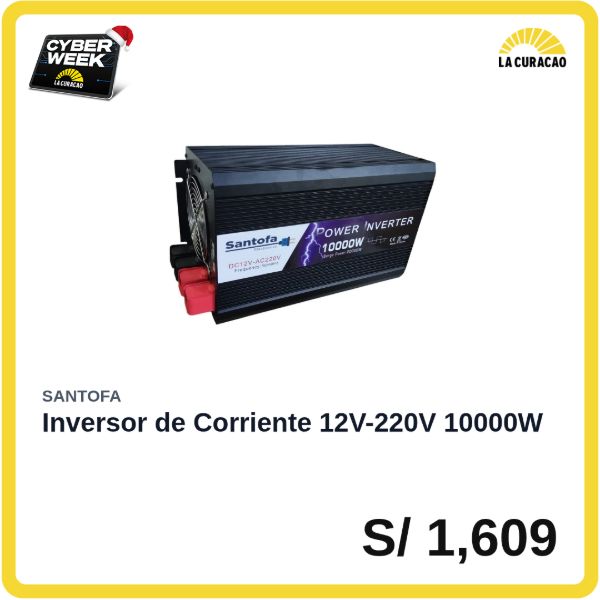 CYBER
WEEK
LA CURACAO
LA CURACAO
POWER INVERTER
Santofa
10000W
DC12V-AC220V
SANTOFA
Inversor de Corriente 12V-220V 10000W
S/ 1,609